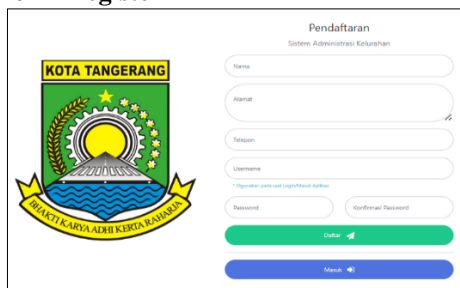 Pendaftaran
Sistem Administrasi Kelurahan
KOTA TANGERANG
BHAKTI KARYA ADHI KERTA RAHARJA
Nama
Alamat
Telepon
Username
* Digunakan pada saat Login/Masuk Aplikasi
Password
Konfirmasi Password
Daftar
Masuk